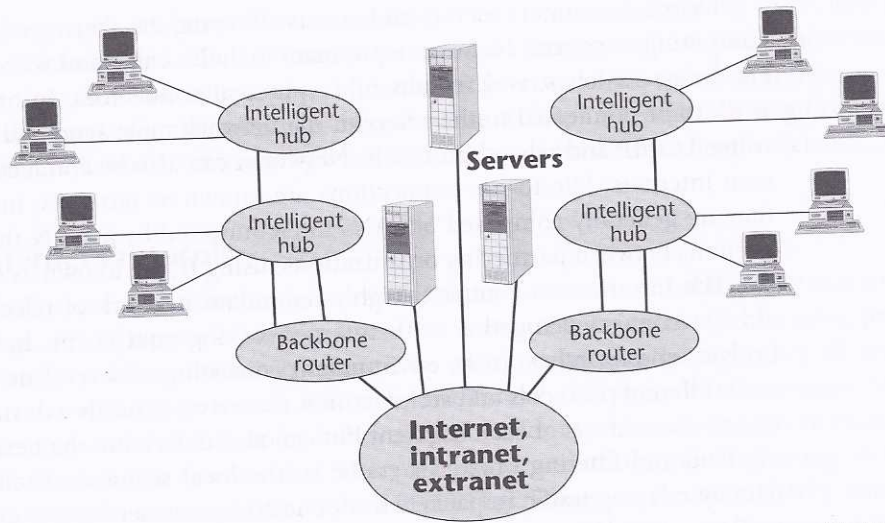 Intelligent
hub
Intelligent
hub
Servers
Intelligent
hub
Intelligent
hub
Backbone
router
Backbone
router
Internet,
intranet,
extranet